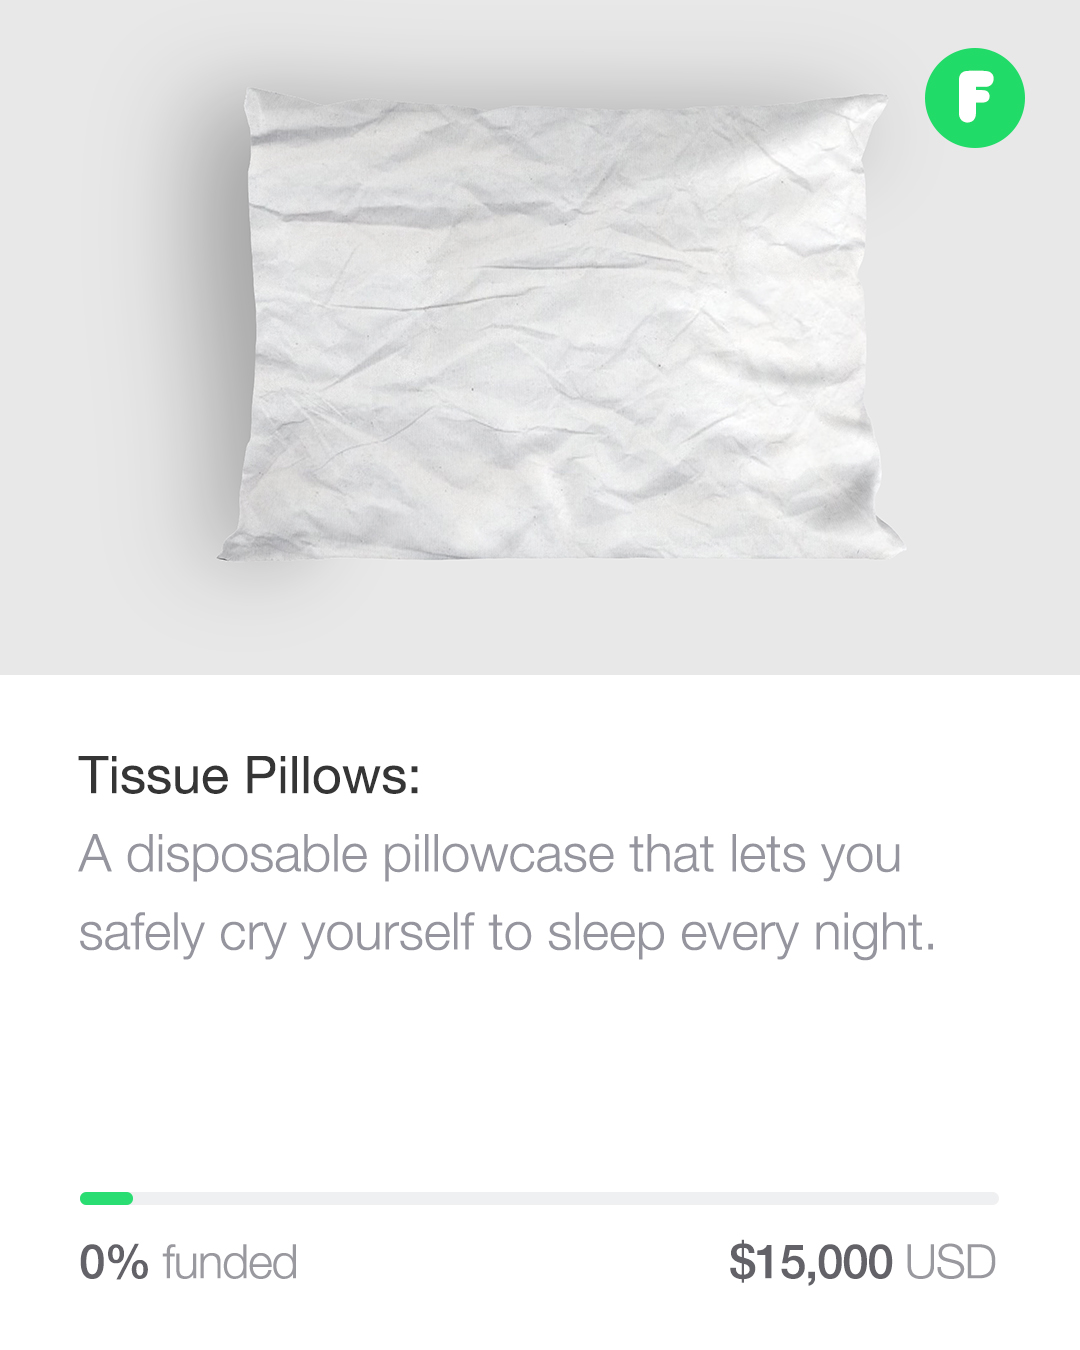 F
Tissue Pillows:
A disposable pillowcase that lets you
safely cry yourself to sleep every night.
0% funded
$15,000 USD